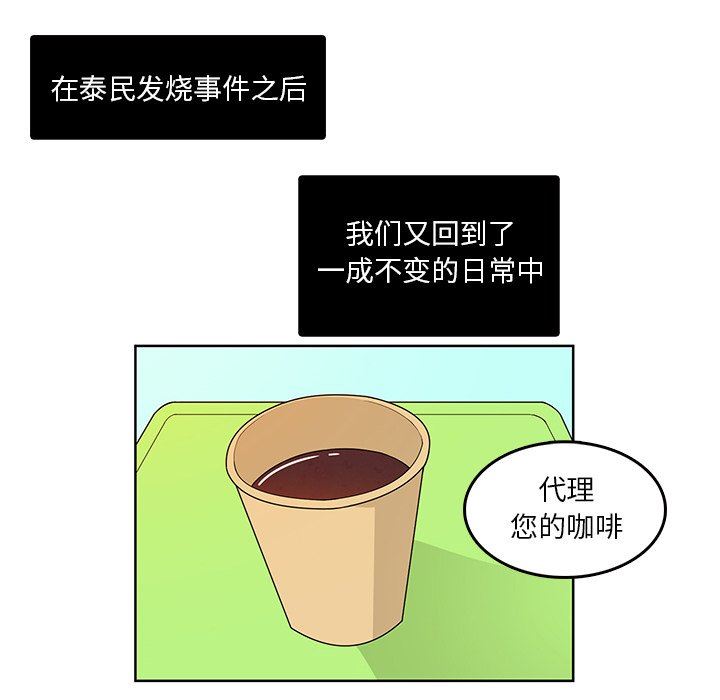 在泰民发烧事件之后
我们又回到了
一成不变的日常中
代理
您的咖啡